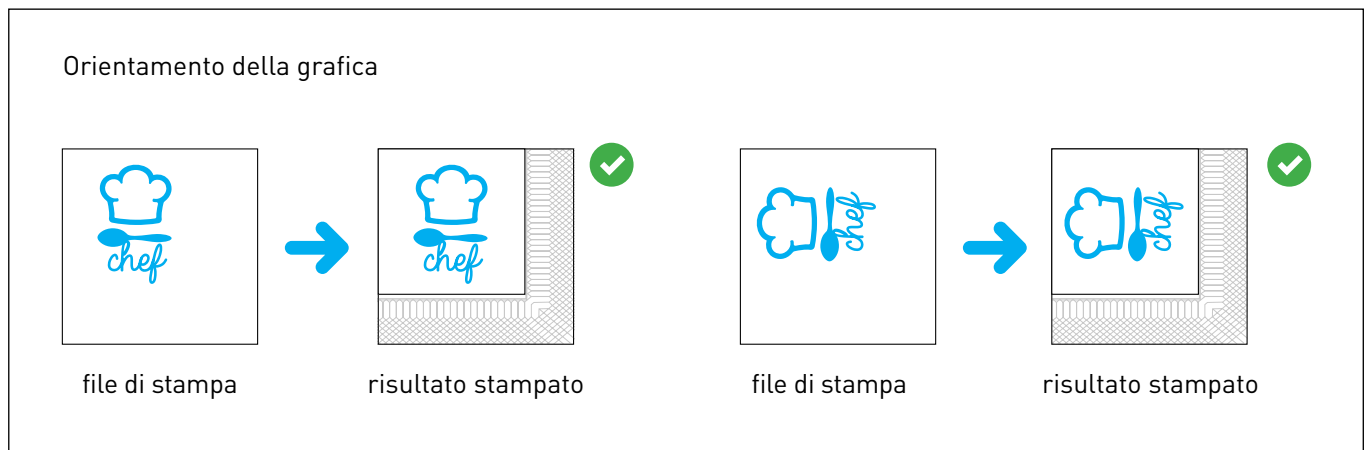 Orientamento della grafica
chef
chef
chef
chef
file di stampa
risultato stampato
file di stampa
risultato stampato